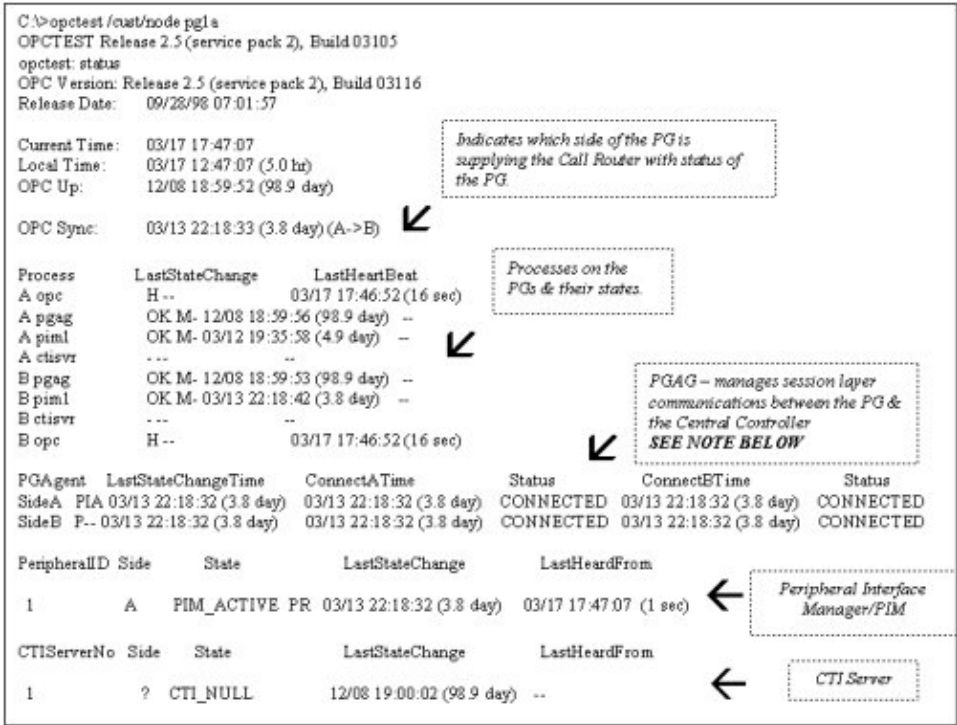 C:\>opctest /cust/node pg1a
OPCTEST Release 2.5 (service pack 2), Build 03105
opctest: status
OPC Version: Release 2.5 (service pack 2), Build 03116
Release Date: 09/28/98 07:01:57
Current Time: 03/17 17:47:07
Local Time: 03/17 12:47:07 (5.0 hr)
OPC Up: 12/08 18:59:52 (98.9 day)
Indicates which side of the PG is
supplying the Call Router with status of
the PG.
OPC Sync: 03/13 22:18:33 (3.8 day) (A->B)
Processes on the
PGs & their states.
Process LastStateChange LastHeartBeat
A opc H -- 03/17 17:46:52 (16 sec)
A pgag OK M- 12/08 18:59:56 (98.9 day) --
A pim1 OK M- 03/12 19:35:58 (4.9 day) --
A ctisvr - -- --
B pgag OK M- 12/08 18:59:53 (98.9 day) --
B pim1 OK M- 03/13 22:18:42 (3.8 day) --
B ctisvr - -- --
B opc H -- 03/17 17:46:52 (16 sec)
PGAG – manages session layer
communications between the PG &
the Central Controller
SEE NOTE BELOW
PGAgent LastStateChangeTime ConnectATime Status ConnectBTime Status
SideA PIA 03/13 22:18:32 (3.8 day) 03/13 22:18:32 (3.8 day) CONNECTED 03/13 22:18:32 (3.8 day) CONNECTED
SideB P-- 03/13 22:18:32 (3.8 day) 03/13 22:18:32 (3.8 day) CONNECTED 03/13 22:18:32 (3.8 day) CONNECTED
PeripheralID Side State LastStateChange LastHeardFrom
1 A PIM_ACTIVE PR 03/13 22:18:32 (3.8 day) 03/17 17:47:07 (1 sec)
Peripheral Interface
Manager/PIM
CTIServerNo Side State LastStateChange LastHeardFrom
1 ? CTI_NULL 12/08 19:00:02 (98.9 day) --
CTI Server